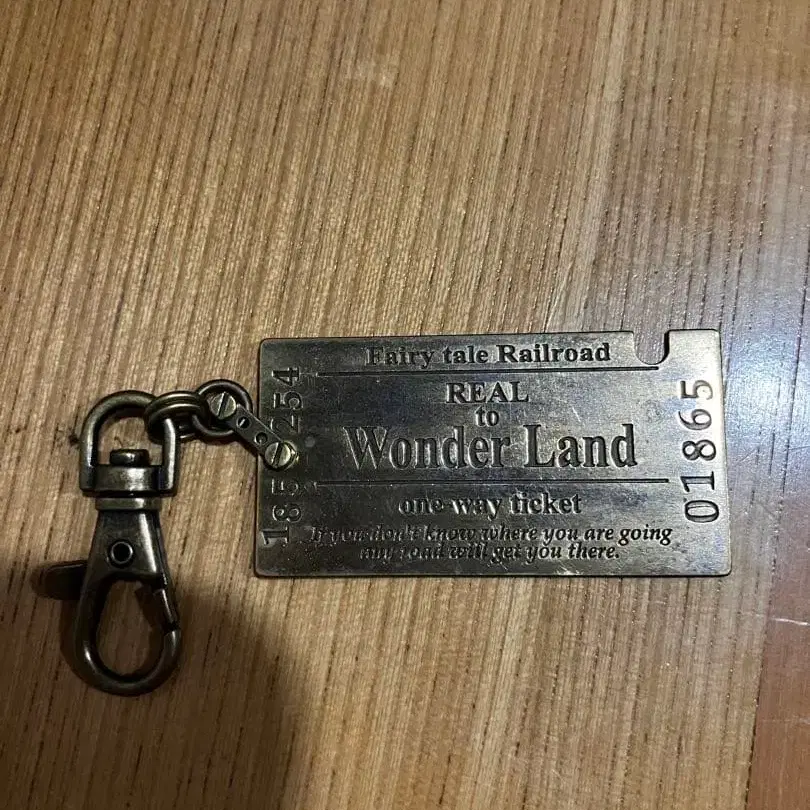 Fairy tale Railroad
REAL
to
Wonder Land
one-way ticket
If you don't know where you are going
any road will get you there.
01865